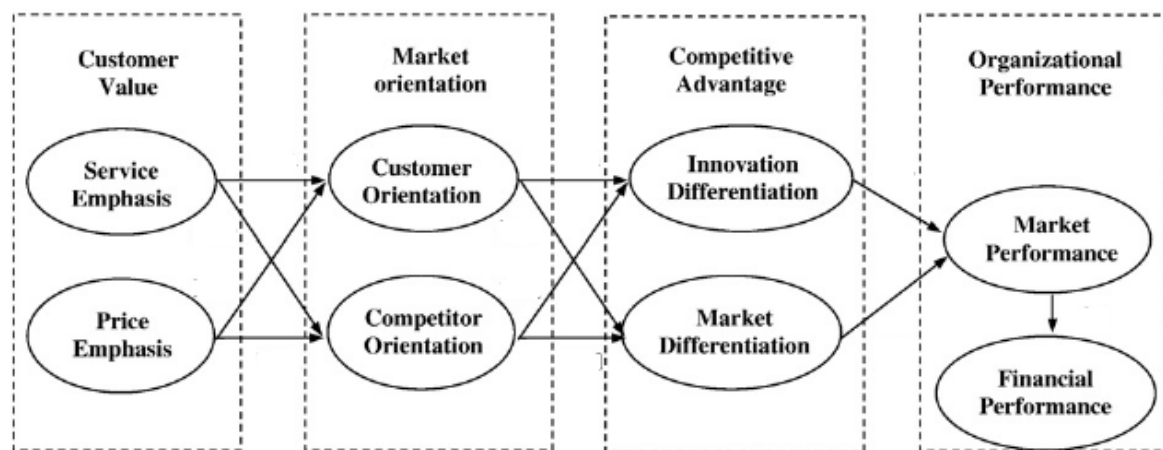 Customer
Value
Service
Emphasis
Price
Emphasis
Market
orientation
Customer
Orientation
Competitor
Orientation
Competitive
Advantage
Innovation
Differentiation
Market
Differentiation
Organizational
Performance
Market
Performance
Financial
Performance